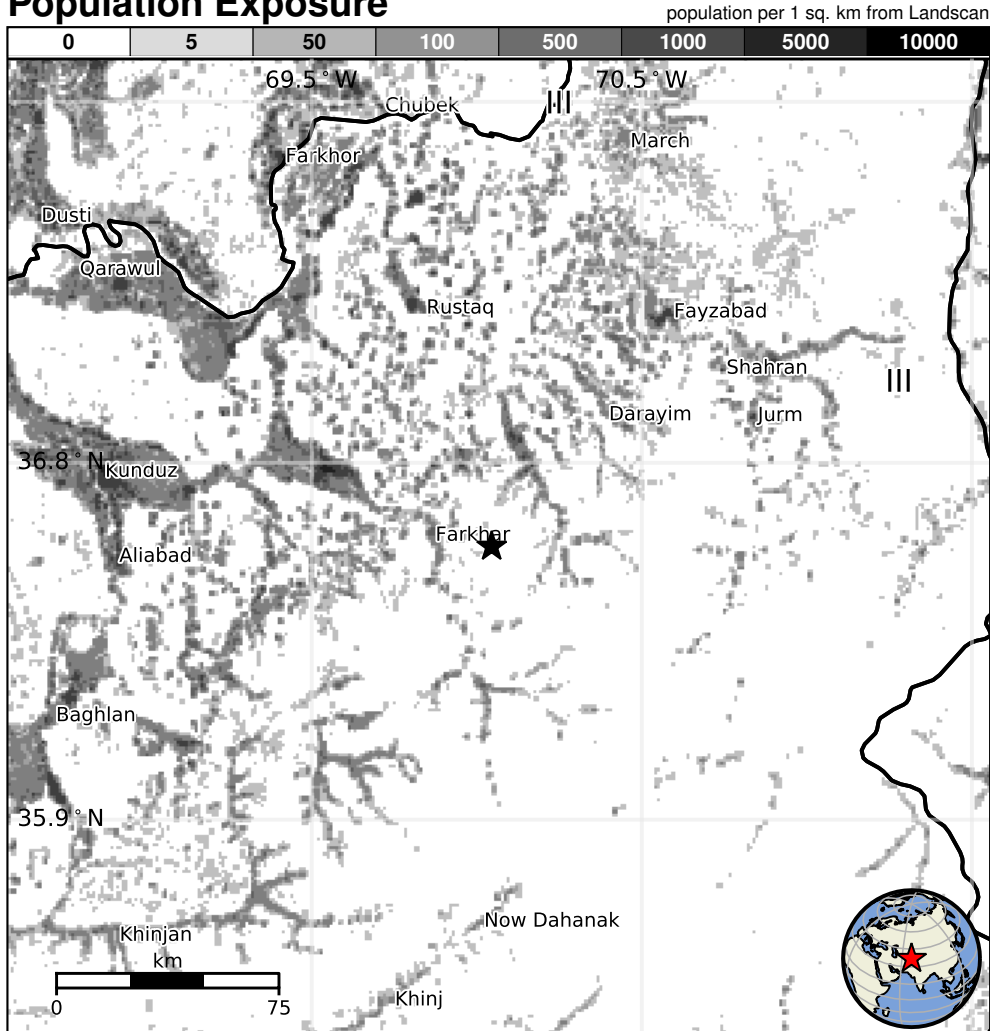 Population Exposure
population per 1 sq. km from Landscan
0 5 50 100 500 1000 5000 10000
69.5°W 70.5°W
Chubek
III
March
Farkhor
Dusti
Qarawul
Rustaq
Fayzabad
Shahran
III
Darayim
Jurm
36.8°N
Kunduz
Farkhar
Aliabad
Baghlan
35.9°N
Now Dahanak
Khinjan
km
0 75
Khinj